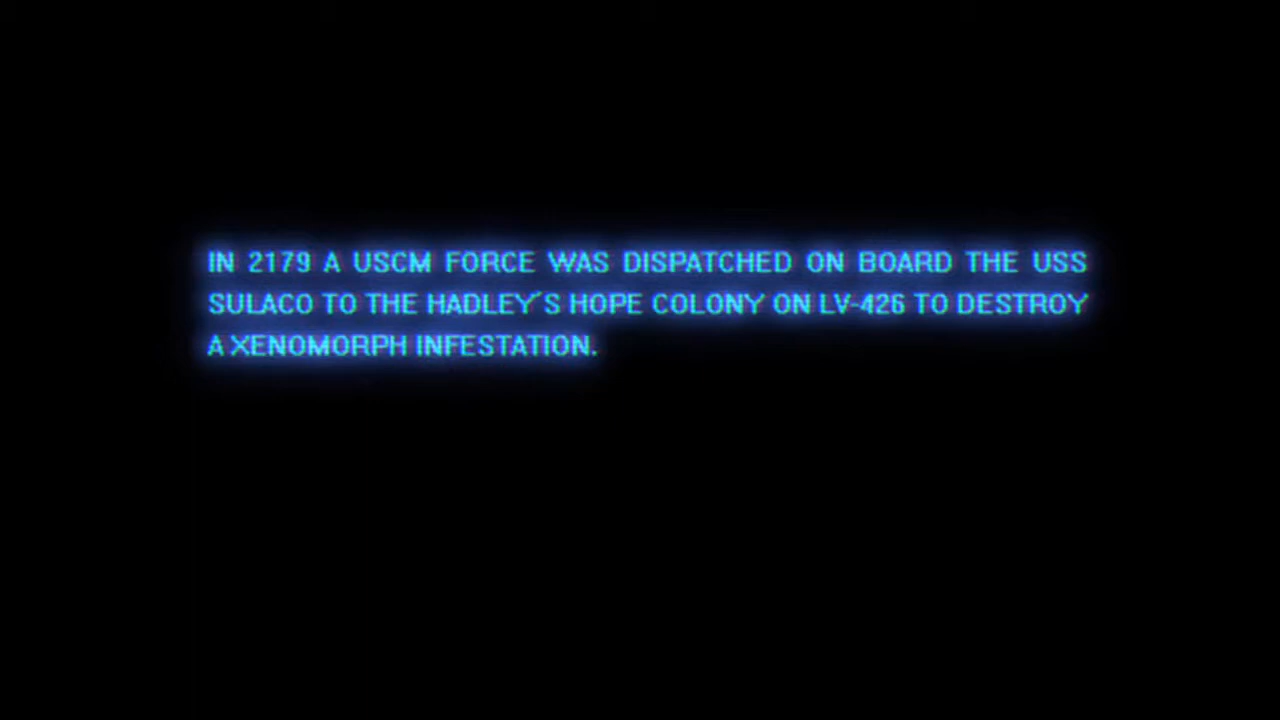 IN 2179 A USCM FORCE WAS DISPATCHED ON BOARD THE USS
SULACO TO THE HADLEY´S HOPE COLONY ON LV-426 TO DESTROY
A XENOMORPH INFESTATION.